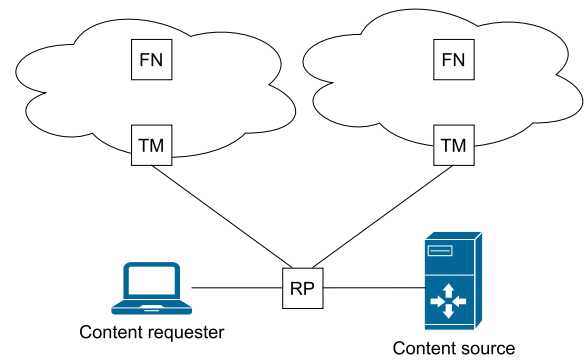 FN
FN
TM
TM
RP
Content requester
Content source